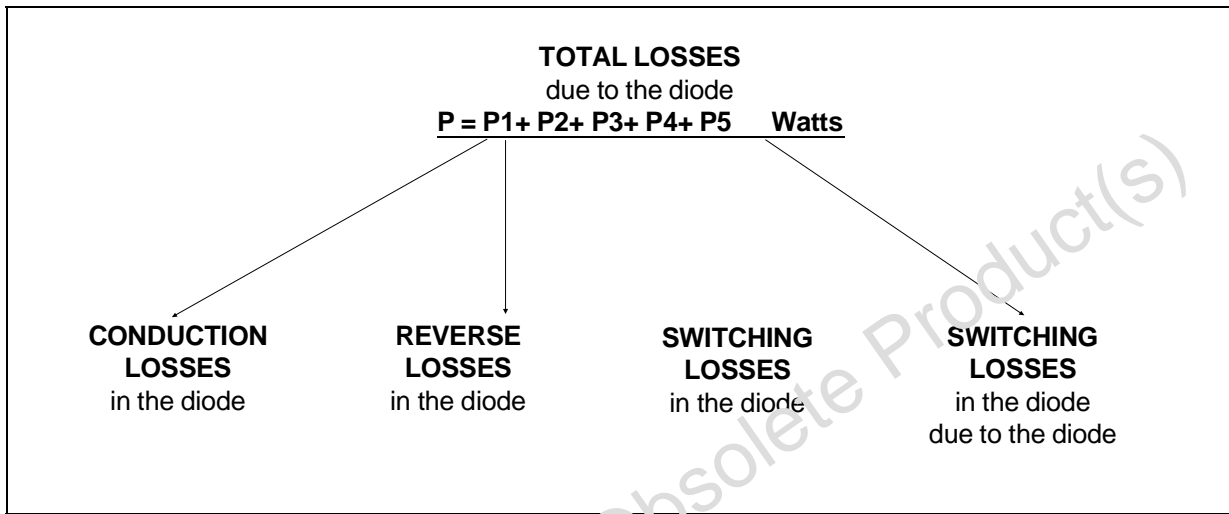 TOTAL LOSSES
due to the diode
P = P1+ P2+ P3+ P4+ P5 Watts
CONDUCTION
LOSSES
in the diode
REVERSE
LOSSES
in the diode
SWITCHING
LOSSES
in the diode
SWITCHING
LOSSES
in the diode
due to the diode
Obsolete Product(s)